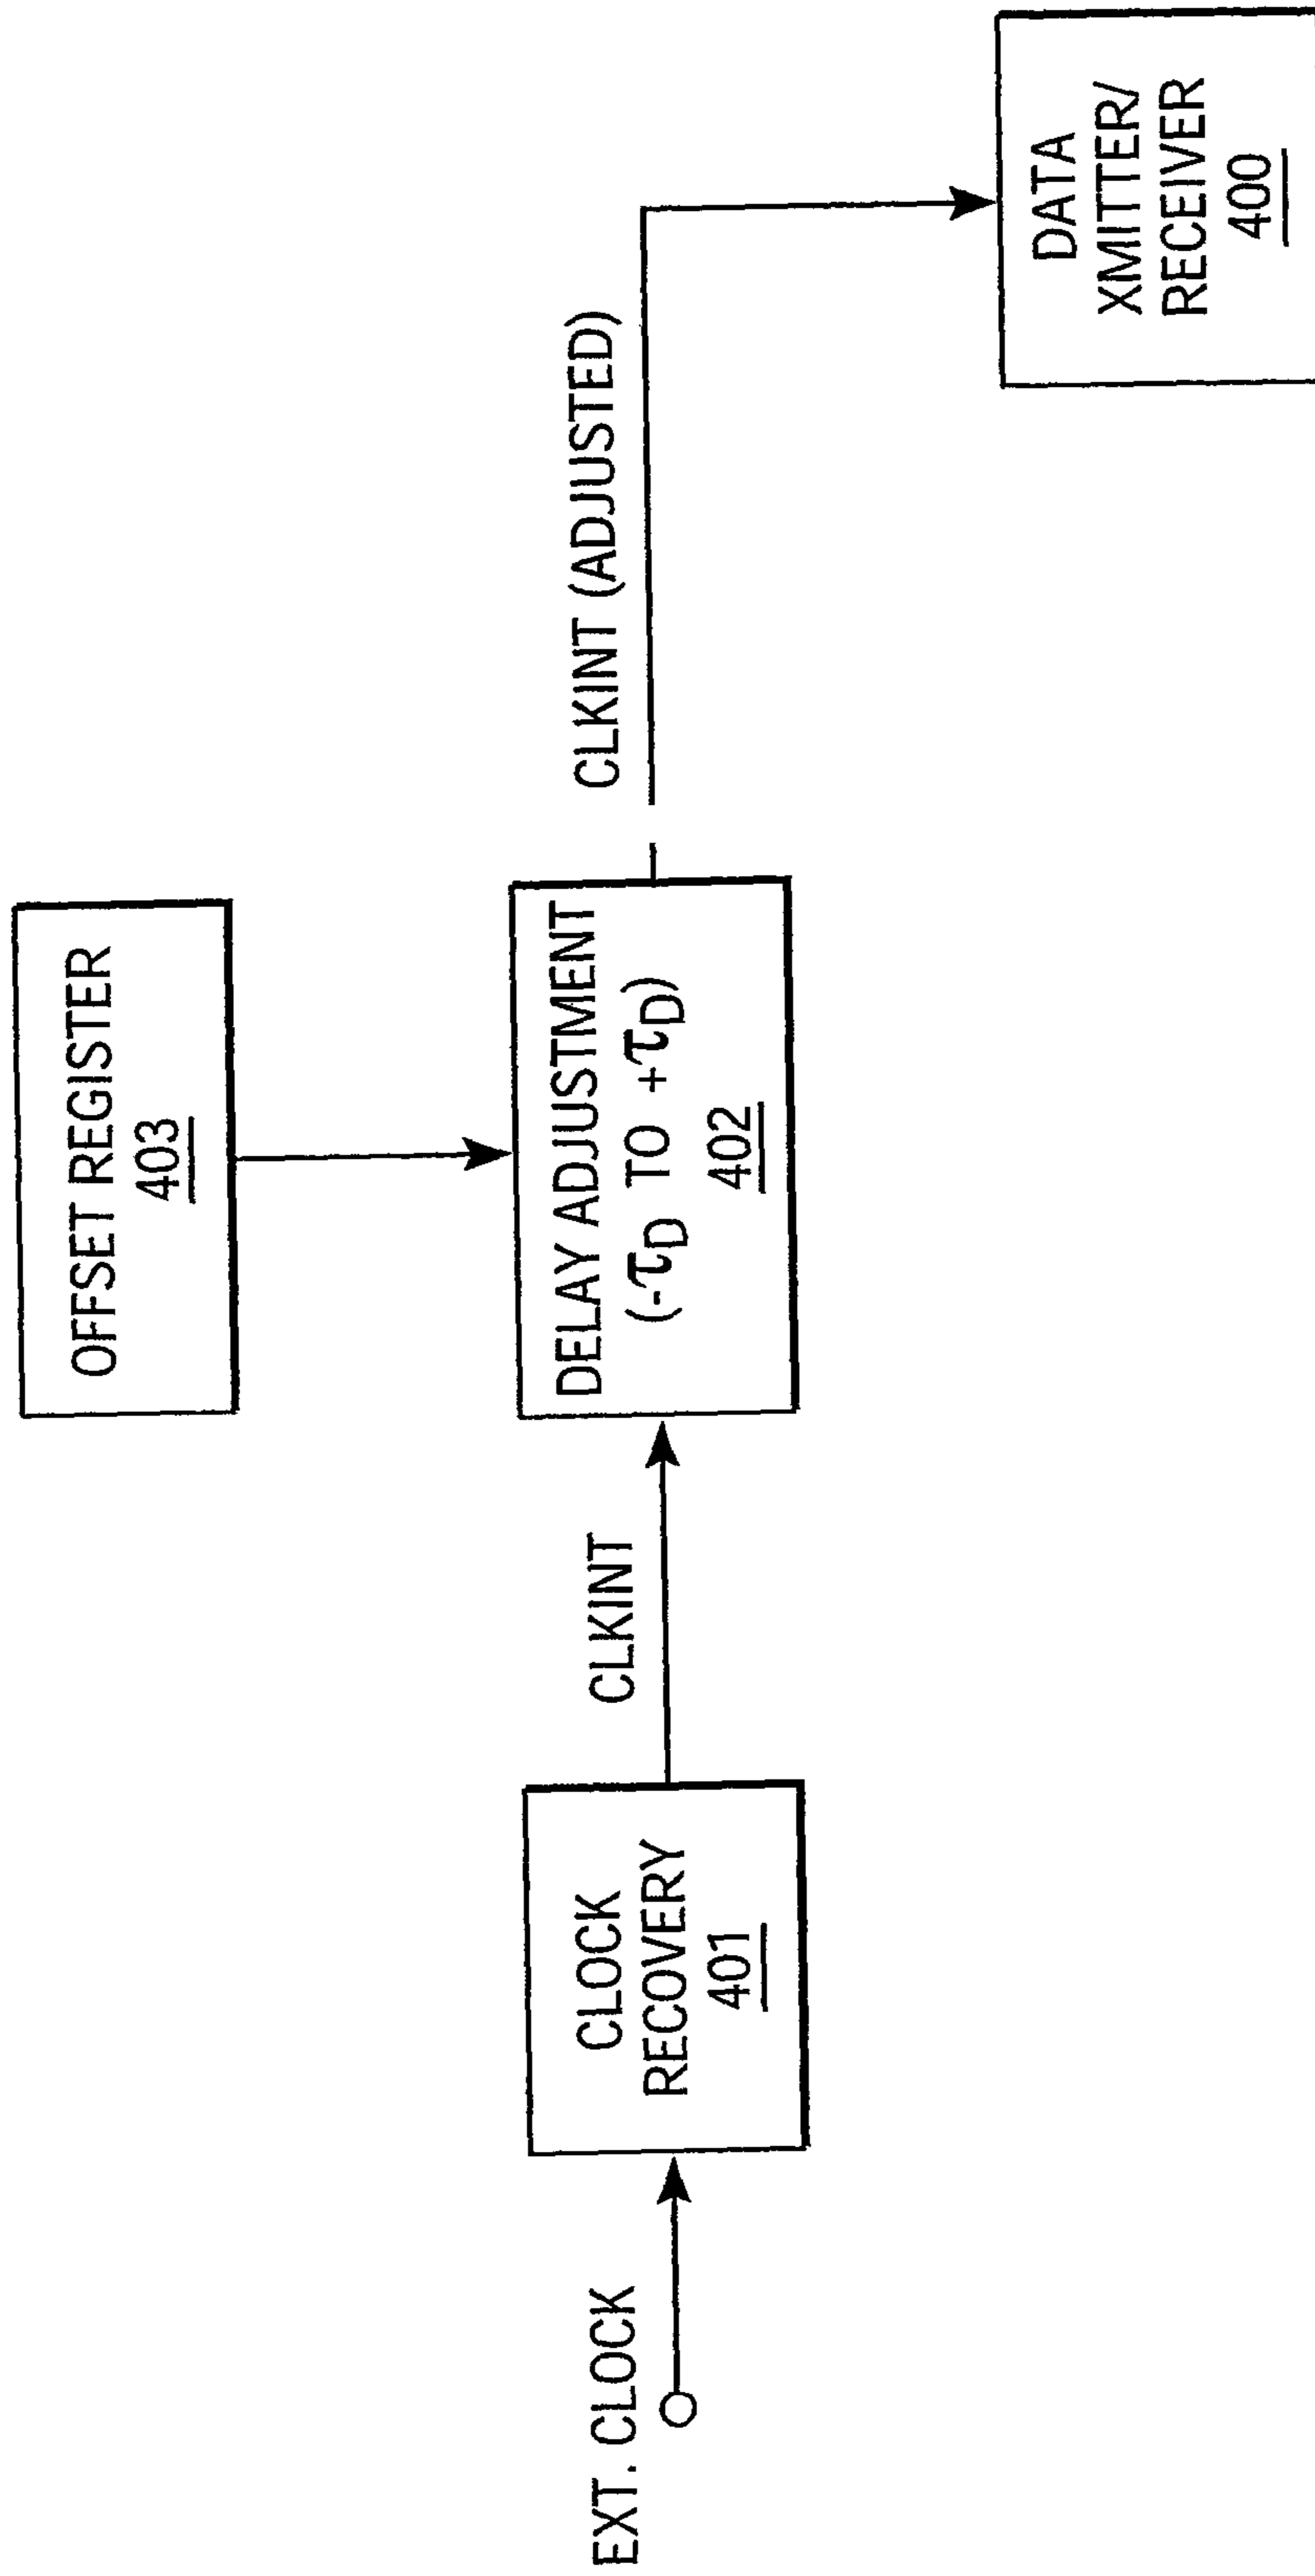 OFFSET REGISTER
403
EXT. CLOCK
CLOCK
RECOVERY
401
CLKINT
DELAY ADJUSTMENT
(-τD TO +τD)
402
CLKINT (ADJUSTED)
DATA
XMITTER/
RECEIVER
400